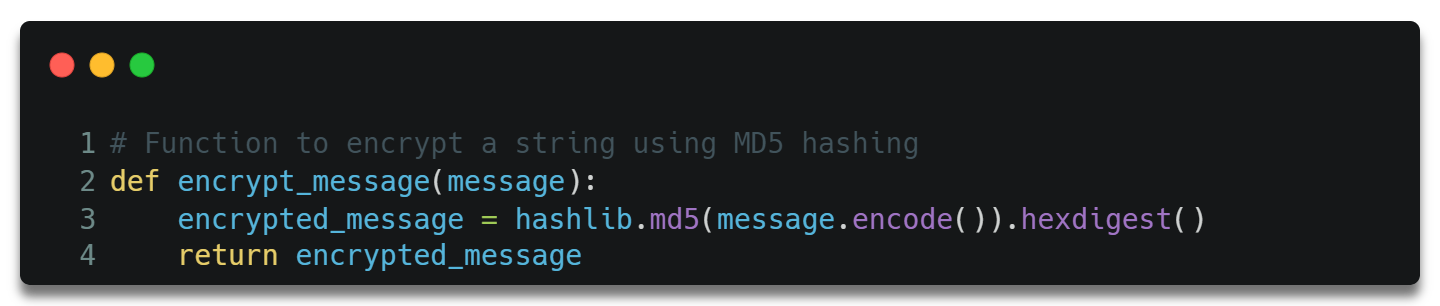 1 # Function to encrypt a string using MD5 hashing
2 def encrypt_message(message):
3     encrypted_message = hashlib.md5(message.encode()).hexdigest()
4     return encrypted_message